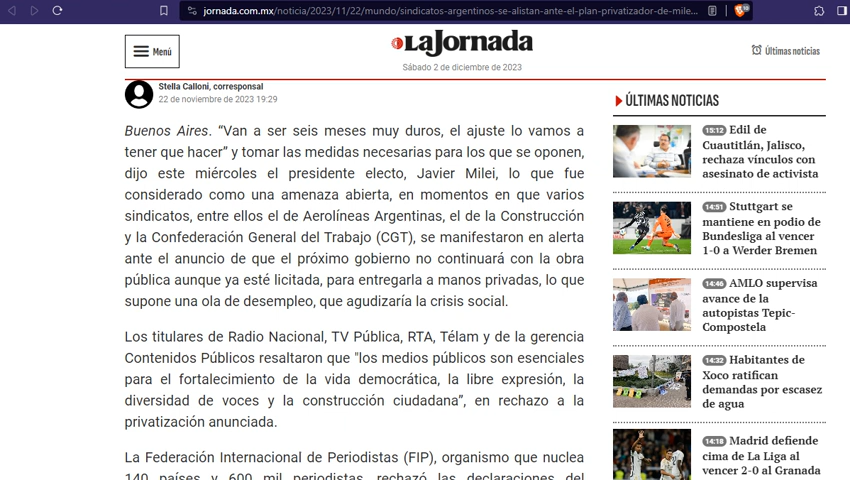 jornada.com.mx/noticia/2023/11/22/mundo/sindicatos-argentinos-se-alistan-ante-el-plan-privatizador-de-mile...
Menú
LaJornada
Sábado 2 de diciembre de 2023
Últimas noticias
Stella Calloni, corresponsal
22 de noviembre de 2023 19:29
Buenos Aires. “Van a ser seis meses muy duros, el ajuste lo vamos a
tener que hacer” y tomar las medidas necesarias para los que se oponen,
dijo este miércoles el presidente electo, Javier Milei, lo que fue
considerado como una amenaza abierta, en momentos en que varios
sindicatos, entre ellos el de Aerolíneas Argentinas, el de la Construcción
y la Confederación General del Trabajo (CGT), se manifestaron en alerta
ante el anuncio de que el próximo gobierno no continuará con la obra
pública aunque ya esté licitada, para entregarla a manos privadas, lo que
supone una ola de desempleo, que agudizaría la crisis social.
Los titulares de Radio Nacional, TV Pública, RTA, Télam y de la gerencia
Contenidos Públicos resaltaron que "los medios públicos son esenciales
para el fortalecimiento de la vida democrática, la libre expresión, la
diversidad de voces y la construcción ciudadana”, en rechazo a la
privatización anunciada.
La Federación Internacional de Periodistas (FIP), organismo que nuclea
140 países y 600 mil periodistas, rechazó las declaraciones del
ÚLTIMAS NOTICIAS
15:12 Edil de
Cuautitlán, Jalisco,
rechaza vínculos con
asesinato de activista
14:51 Stuttgart se
mantiene en podio de
Bundesliga al vencer
1-0 a Werder Bremen
14:46 AMLO supervisa
avance de la
autopistas Tepic-
Compostela
14:32 Habitantes de
Xoco ratifican
demandas por escasez
de agua
14:18 Madrid defiende
cima de La Liga al
vencer 2-0 al Granada